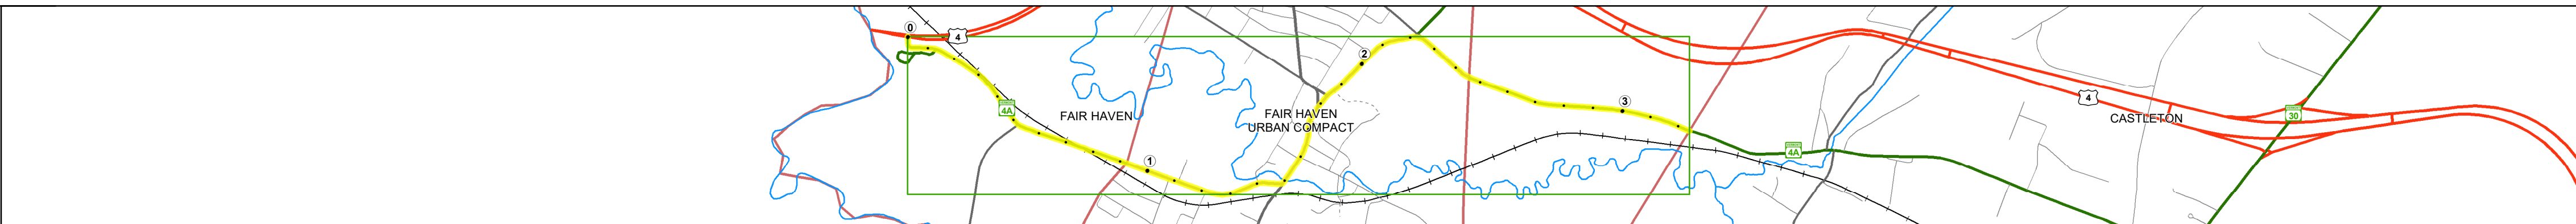 0
4
4A
FAIR HAVEN
1
FAIR HAVEN
URBAN COMPACT
2
3
4A
4
CASTLETON
30